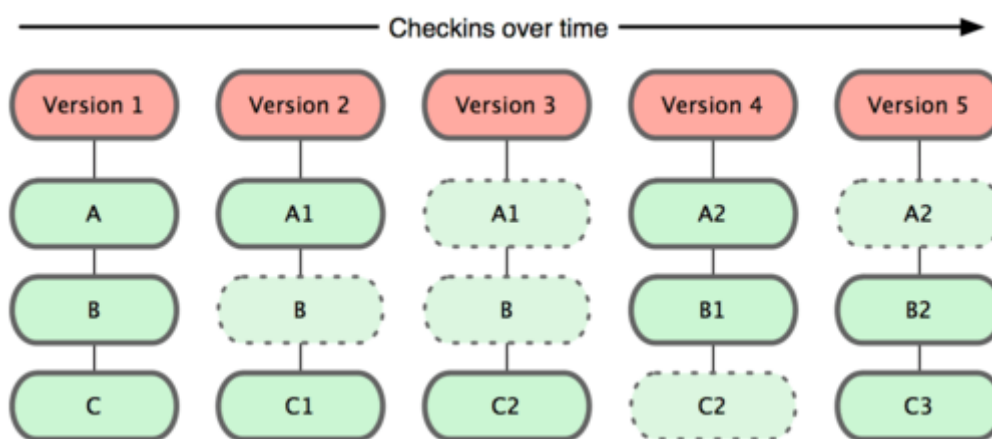 Checkins over time
Version 1 Version 2 Version 3 Version 4 Version 5
A A1 A1 A2 A2
B B B B1 B2
C C1 C2 C2 C3